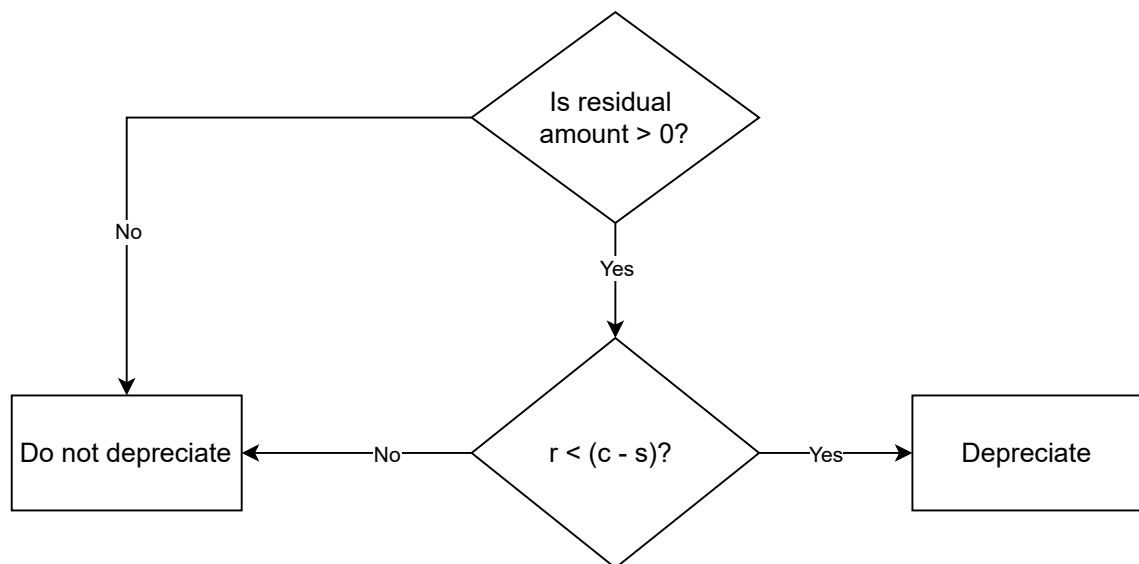 Is residual
amount > 0?
No
Yes
Do not depreciate
No
r < (c - s)?
Yes
Depreciate